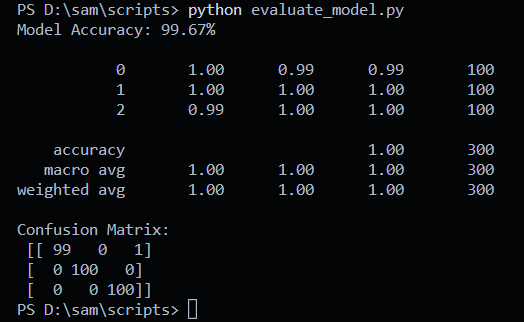 PS D:\sam\scripts> python evaluate_model.py
Model Accuracy: 99.67%
0 1.00 0.99 0.99 100
1 1.00 1.00 1.00 100
2 0.99 1.00 1.00 100
accuracy 1.00 300
macro avg 1.00 1.00 1.00 300
weighted avg 1.00 1.00 1.00 300
Confusion Matrix:
[[ 99 0 1]
[ 0 100 0]
[ 0 0 100]]
PS D:\sam\scripts>